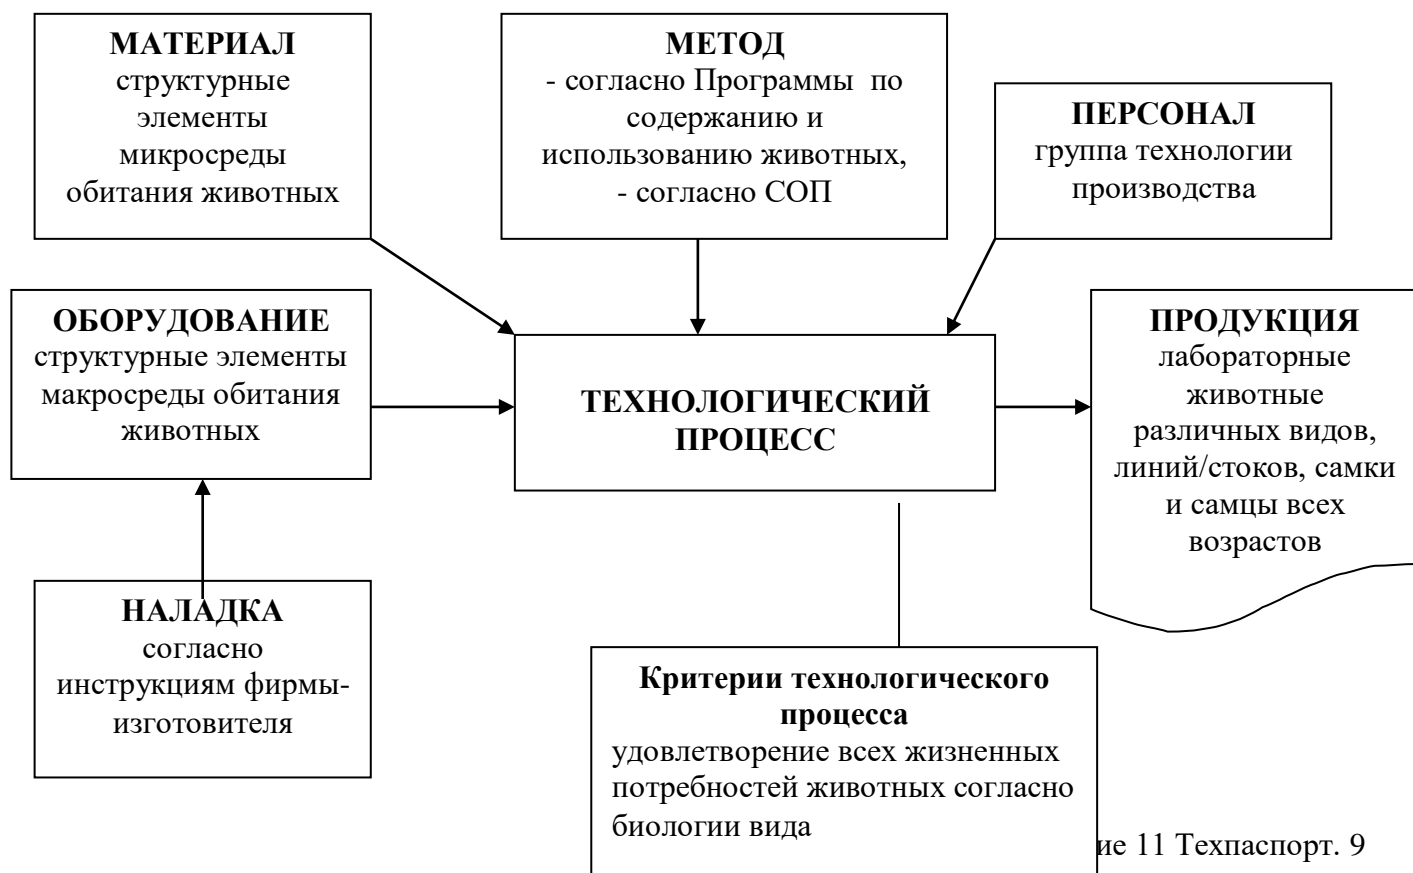 МАТЕРИАЛ
структурные
элементы
микросреды
обитания животных
МЕТОД
- согласно Программы по
содержанию и
использованию животных,
- согласно СОП
ПЕРСОНАЛ
группа технологии
производства
ОБОРУДОВАНИЕ
структурные элементы
макросреды обитания
животных
ТЕХНОЛОГИЧЕСКИЙ
ПРОЦЕСС
ПРОДУКЦИЯ
лабораторные
животные
различных видов,
линий/стоков, самки
и самцы всех
возрастов
НАЛАДКА
согласно
инструкциям фирмы-
изготовителя
Критерии технологического
процесса
удовлетворение всех жизненных
потребностей животных согласно
биологии вида
ие 11 Техпаспорт. 9